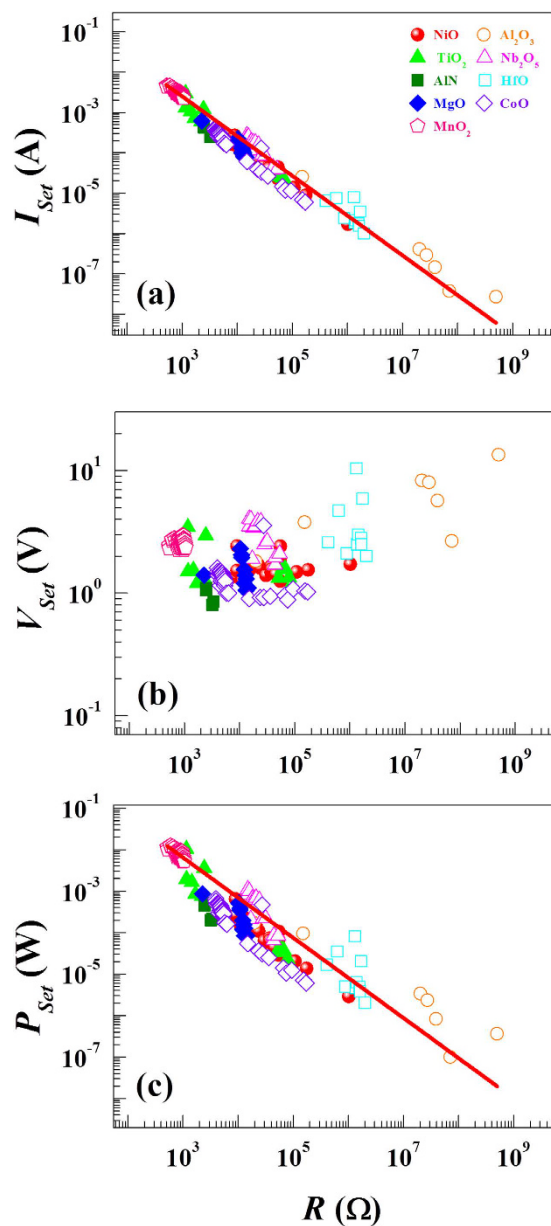 10⁻¹
10⁻³
10⁻⁵
10⁻⁷
I_Set (A)
NiO Al₂O₃
TiO₂ Nb₂O₅
AlN HfO
MgO CoO
MnO₂
(a)
10³ 10⁵ 10⁷ 10⁹
10¹
10⁰
10⁻¹
V_Set (V)
(b)
10³ 10⁵ 10⁷ 10⁹
10⁻¹
10⁻³
10⁻⁵
10⁻⁷
P_Set (W)
(c)
10³ 10⁵ 10⁷ 10⁹
R (Ω)